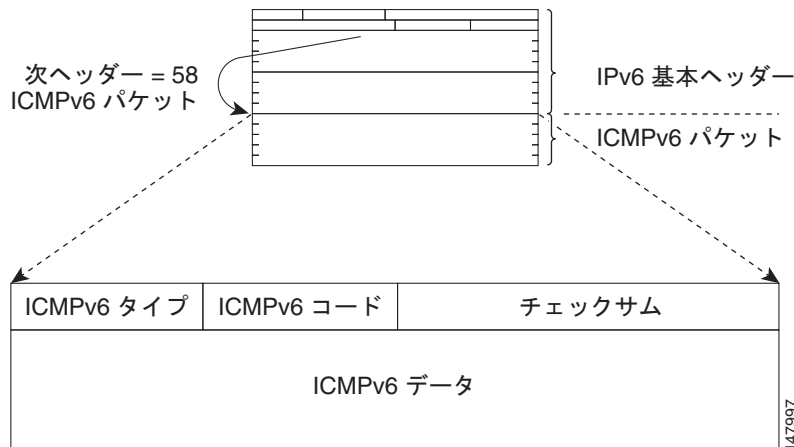 次ヘッダー = 58
ICMPv6 パケット
IPv6 基本ヘッダー
ICMPv6 パケット
ICMPv6 タイプ
ICMPv6 コード
チェックサム
ICMPv6 データ
47997